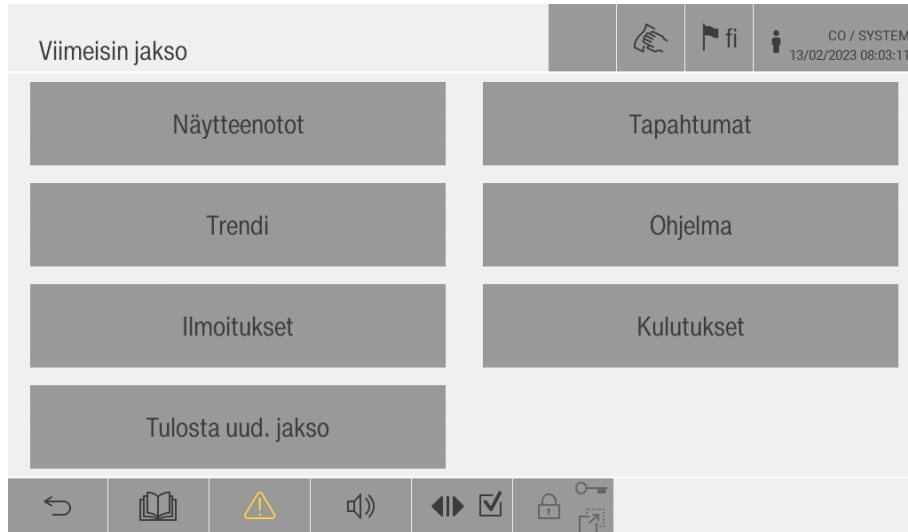 Viimeisin jakso
fi
CO / SYSTEM
13/02/2023 08:03:11
Näytteenotot
Tapahtumat
Trendi
Ohjelma
Ilmoitukset
Kulutukset
Tulosta uud. jakso